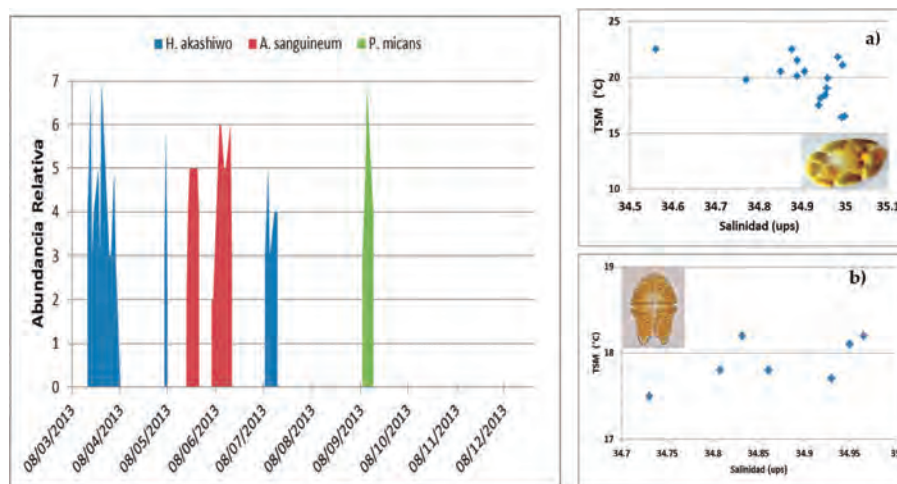 H. akashiwo A. sanguineum P. micans
Abundancia Relativa
7
6
5
4
3
2
1
0
08/03/2013
08/04/2013
08/05/2013
08/06/2013
08/07/2013
08/08/2013
08/09/2013
08/10/2013
08/11/2013
08/12/2013
a)
TSM (°C)
25
20
15
10
34.5 34.6 34.7 34.8 34.9 35 35.1
Salinidad (ups)
b)
TSM (°C)
19
18
17
34.7 34.75 34.8 34.85 34.9 34.95
Salinidad (ups)